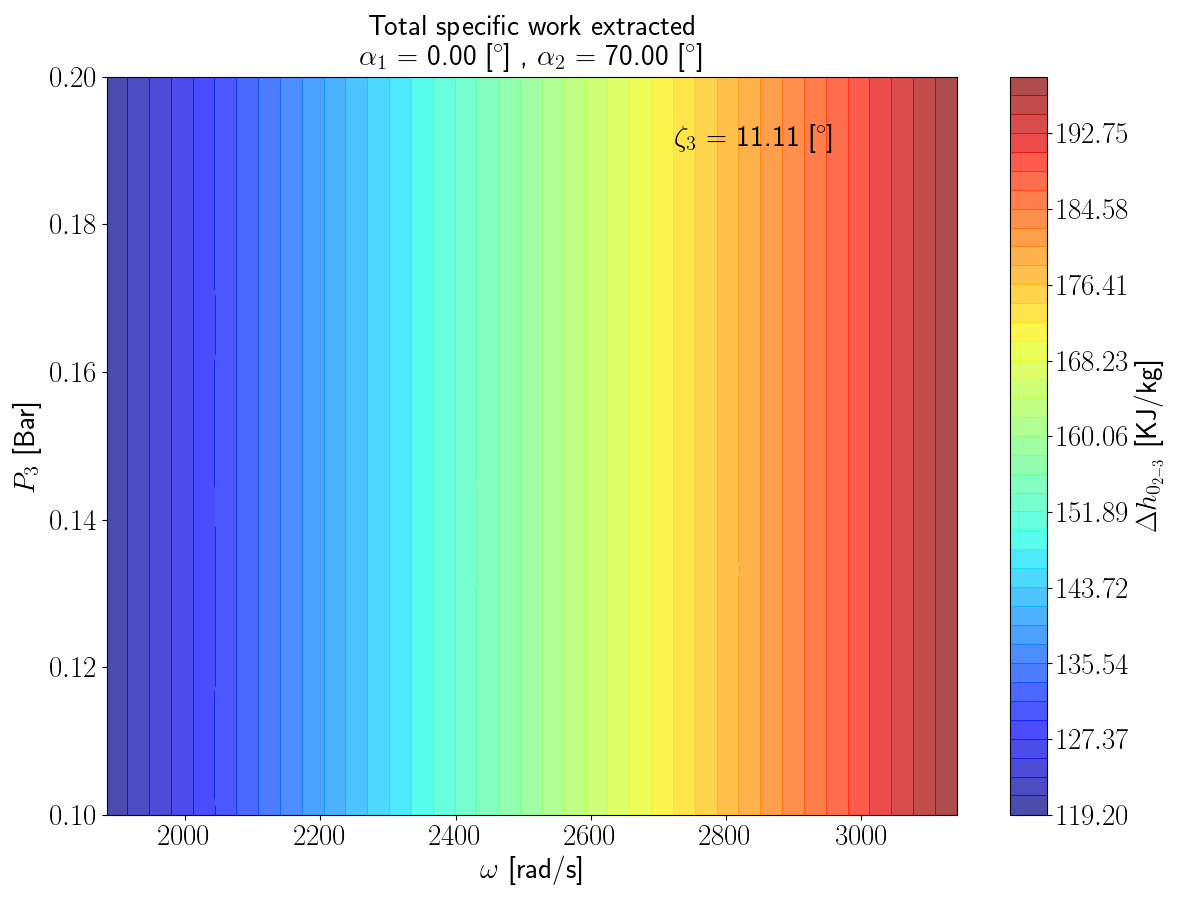 Total specific work extracted
α₁ = 0.00 [°] , α₂ = 70.00 [°]
ζ₃ = 11.11 [°]
P₃ [Bar]
0.20
0.18
0.16
0.14
0.12
0.10
2000 2200 2400 2600 2800 3000
ω [rad/s]
192.75
184.58
176.41
168.23
160.06
151.89
143.72
135.54
127.37
119.20
Δh₀₂₋₃ [KJ/kg]